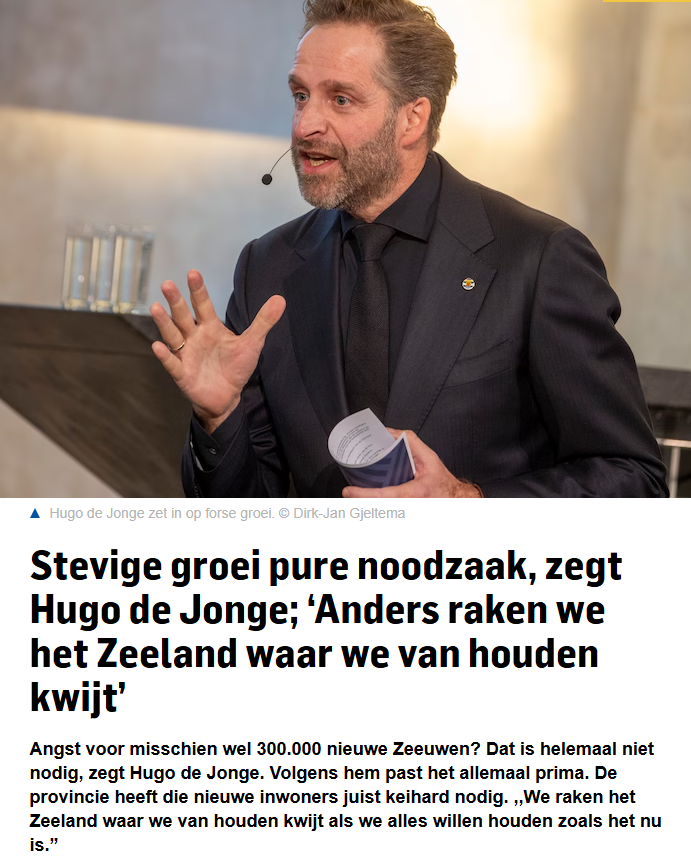 Hugo de Jonge zet in op forse groei. © Dirk-Jan Gjeltema
Stevige groei pure noodzaak, zegt
Hugo de Jonge; ‘Anders raken we
het Zeeland waar we van houden
kwijt’
Angst voor misschien wel 300.000 nieuwe Zeeuwen? Dat is helemaal niet
nodig, zegt Hugo de Jonge. Volgens hem past het allemaal prima. De
provincie heeft die nieuwe inwoners juist keihard nodig. ,,We raken het
Zeeland waar we van houden kwijt als we alles willen houden zoals het nu
is.”